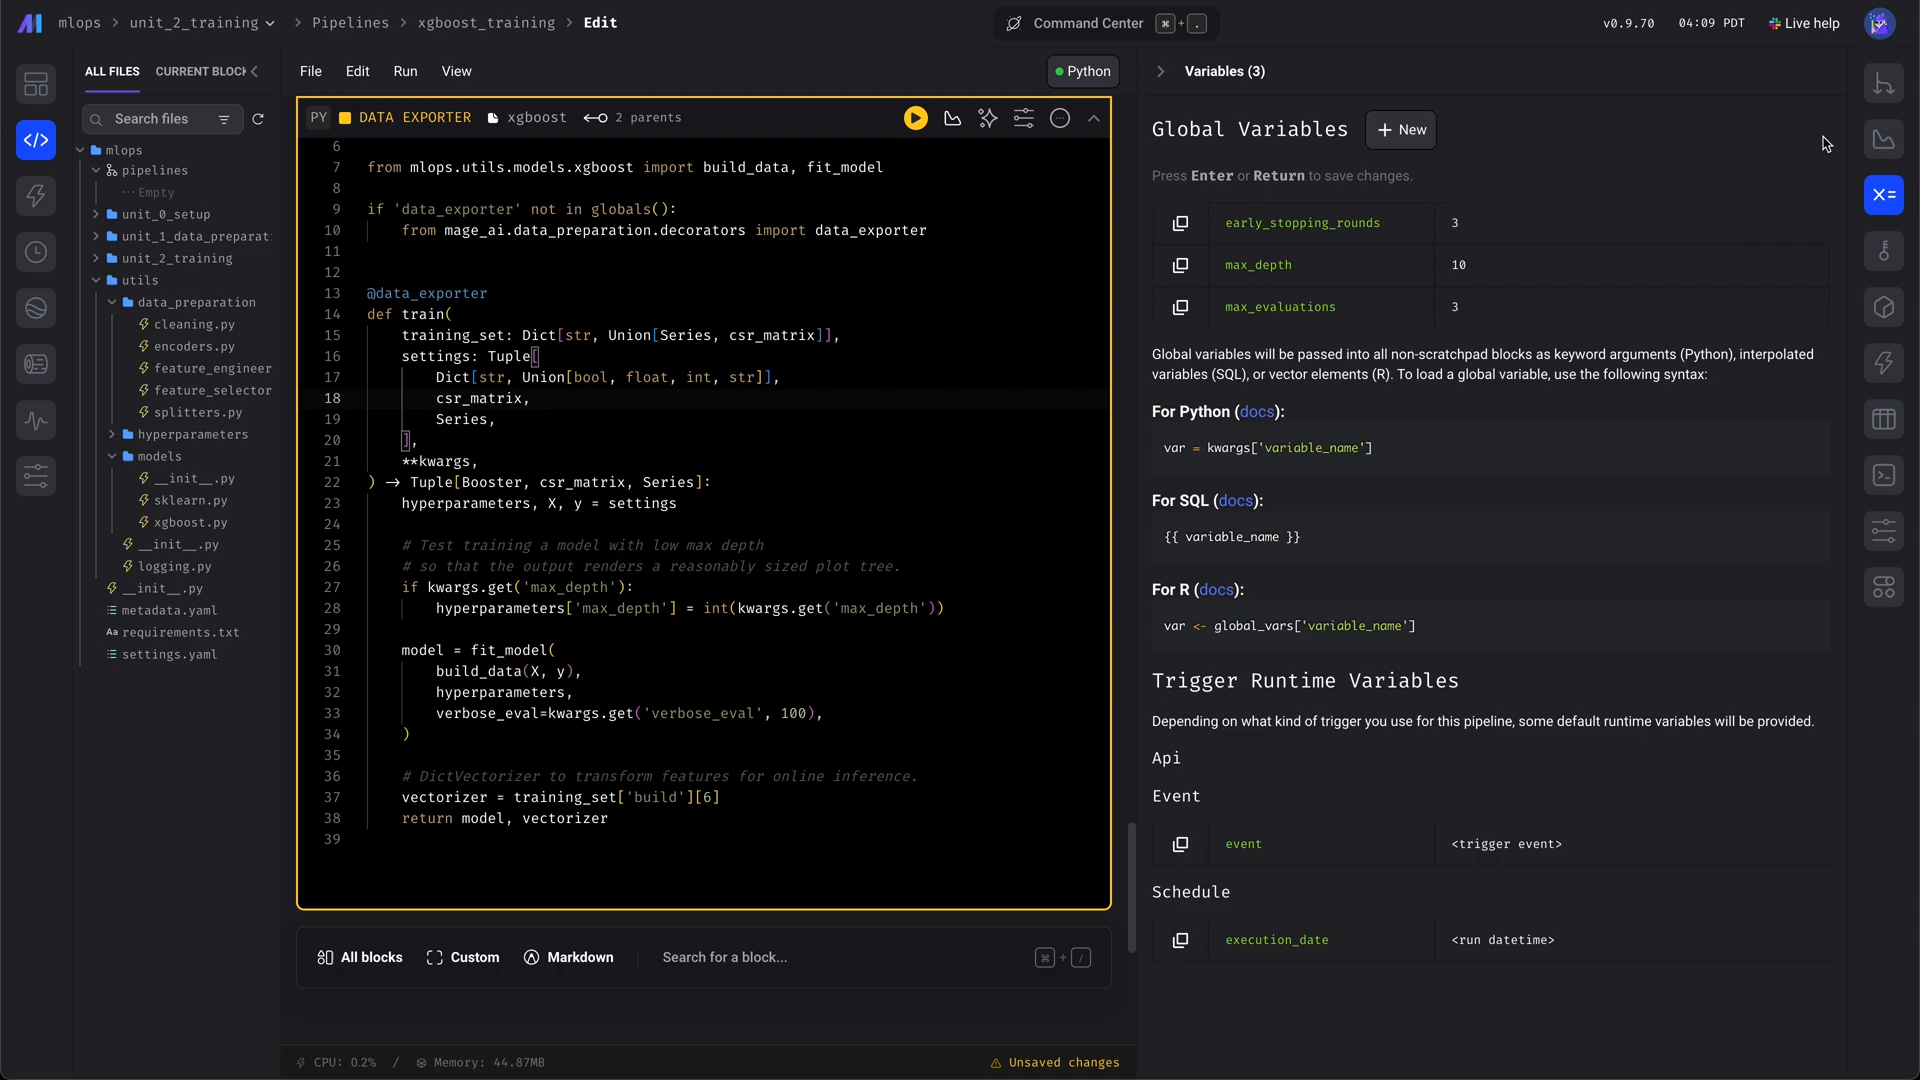 mlops > unit_2_training > Pipelines > xgboost_training > Edit
Command Center ⌘ + .
v0.9.70 04:09 PDT Live help
ALL FILES CURRENT BLOCK
Search files
mlops
pipelines
··· Empty
unit_0_setup
unit_1_data_preparat
unit_2_training
utils
data_preparation
cleaning.py
encoders.py
feature_engineer
feature_selector
splitters.py
hyperparameters
models
__init__.py
sklearn.py
xgboost.py
__init__.py
logging.py
__init__.py
metadata.yaml
Aa requirements.txt
settings.yaml
File Edit Run View Python
PY DATA EXPORTER xgboost 2 parents
6
7 from mlops.utils.models.xgboost import build_data, fit_model
8
9 if 'data_exporter' not in globals():
10 from mage_ai.data_preparation.decorators import data_exporter
11
12
13 @data_exporter
14 def train(
15 training_set: Dict[str, Union[Series, csr_matrix]],
16 settings: Tuple[
17 Dict[str, Union[bool, float, int, str]],
18 csr_matrix,
19 Series,
20 ],
21 **kwargs,
22 ) -> Tuple[Booster, csr_matrix, Series]:
23 hyperparameters, X, y = settings
24
25 # Test training a model with low max depth
26 # so that the output renders a reasonably sized plot tree.
27 if kwargs.get('max_depth'):
28 hyperparameters['max_depth'] = int(kwargs.get('max_depth'))
29
30 model = fit_model(
31 build_data(X, y),
32 hyperparameters,
33 verbose_eval=kwargs.get('verbose_eval', 100),
34 )
35
36 # DictVectorizer to transform features for online inference.
37 vectorizer = training_set['build'][6]
38 return model, vectorizer
39
All blocks Custom Markdown Search for a block... ⌘ + /
CPU: 0.2% / Memory: 44.87MB Unsaved changes
Variables (3)
Global Variables + New
Press Enter or Return to save changes.
early_stopping_rounds 3
max_depth 10
max_evaluations 3
Global variables will be passed into all non-scratchpad blocks as keyword arguments (Python), interpolated
variables (SQL), or vector elements (R). To load a global variable, use the following syntax:
For Python (docs):
var = kwargs['variable_name']
For SQL (docs):
{{ variable_name }}
For R (docs):
var <- global_vars['variable_name']
Trigger Runtime Variables
Depending on what kind of trigger you use for this pipeline, some default runtime variables will be provided.
Api
Event
event <trigger event>
Schedule
execution_date <run datetime>